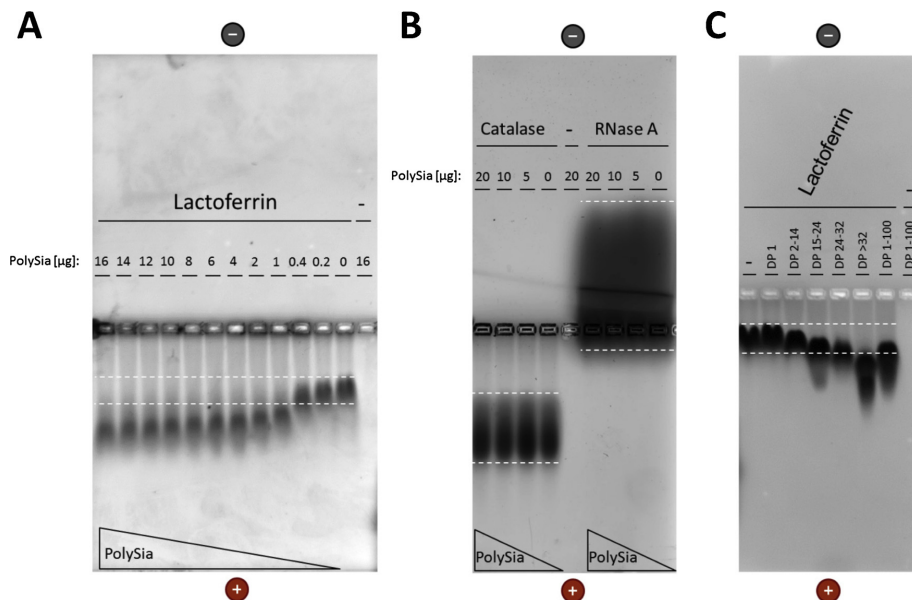 A
−
Lactoferrin
−
PolySia [µg]:
16 14 12 10 8 6 4 2 1 0.4 0.2 0 16
PolySia
+
B
−
Catalase − RNase A
PolySia [µg]:
20 10 5 0 20 20 10 5 0
PolySia PolySia
+
C
−
Lactoferrin
−
− DP 1 DP 2-14 DP 15-24 DP 24-32 DP >32 DP 1-100 DP 1-100
+